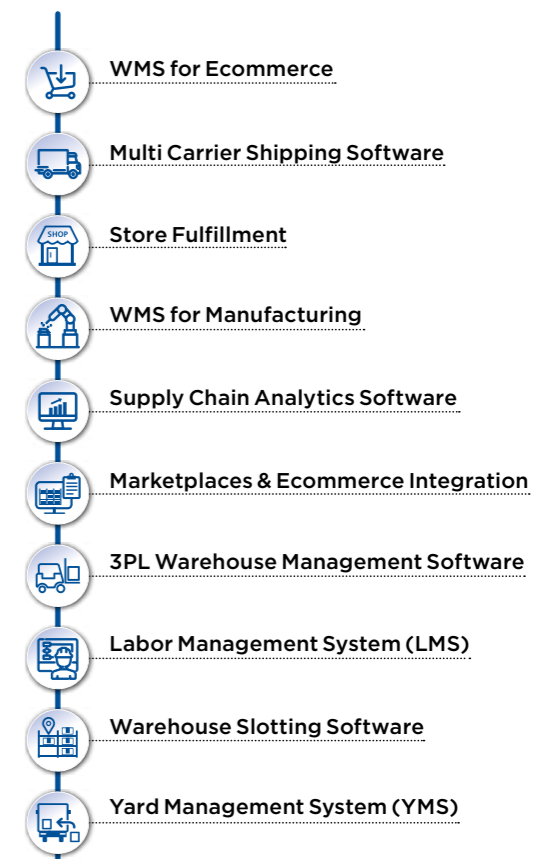 WMS for Ecommerce
Multi Carrier Shipping Software
SHOP
Store Fulfillment
WMS for Manufacturing
Supply Chain Analytics Software
Marketplaces & Ecommerce Integration
3PL Warehouse Management Software
Labor Management System (LMS)
Warehouse Slotting Software
Yard Management System (YMS)